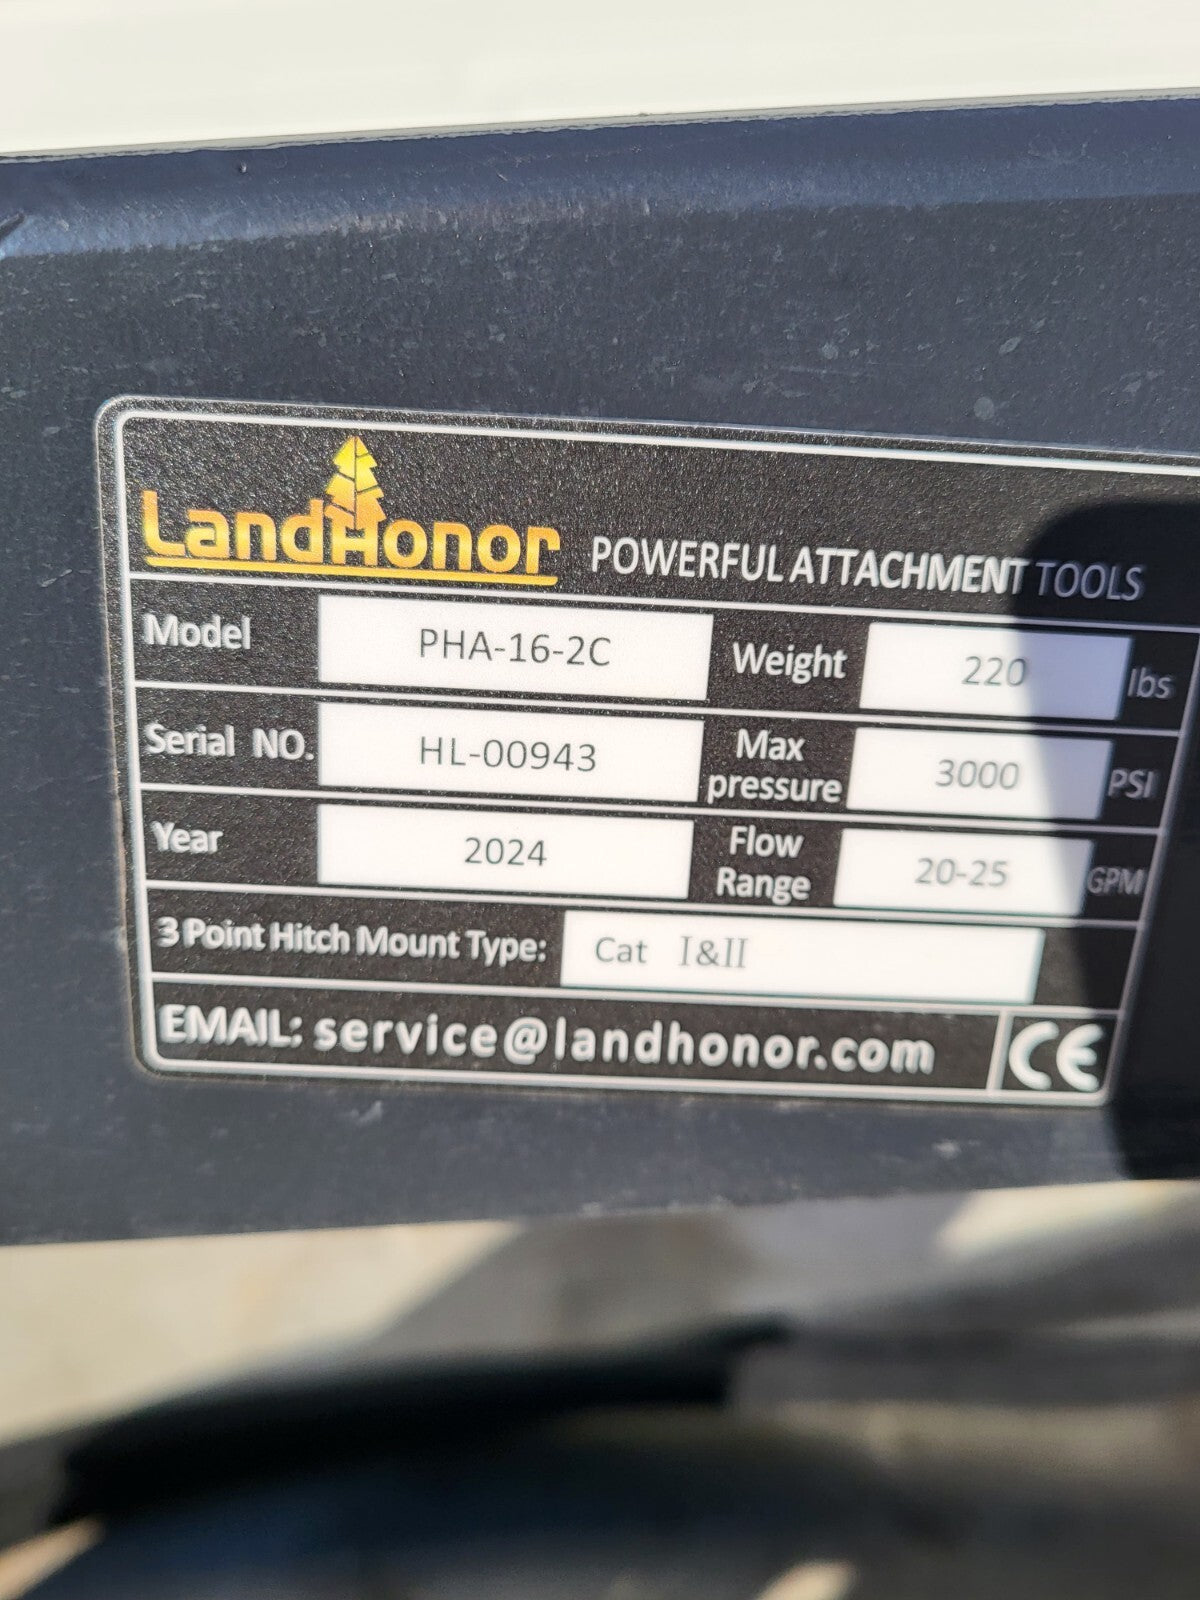 LandHonor POWERFUL ATTACHMENT TOOLS
Model PHA-16-2C Weight 220 lbs
Serial NO. HL-00943 Max pressure 3000 PSI
Year 2024 Flow Range 20-25 GPM
3 Point Hitch Mount Type: Cat I&II
EMAIL: service@landhonor.com CE